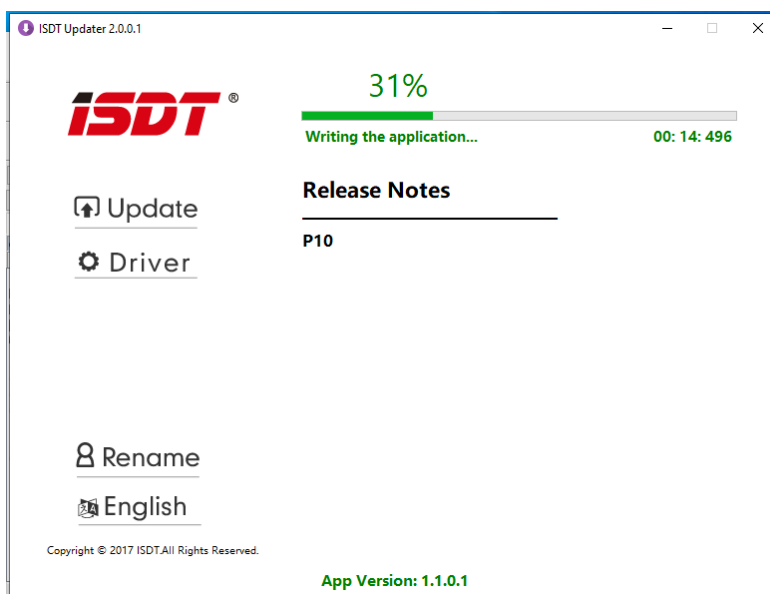 ISDT Updater 2.0.0.1
ISDT ®
31%
Writing the application...
00: 14: 496
Release Notes
P10
Update
Driver
Rename
English
Copyright © 2017 ISDT.All Rights Reserved.
App Version: 1.1.0.1